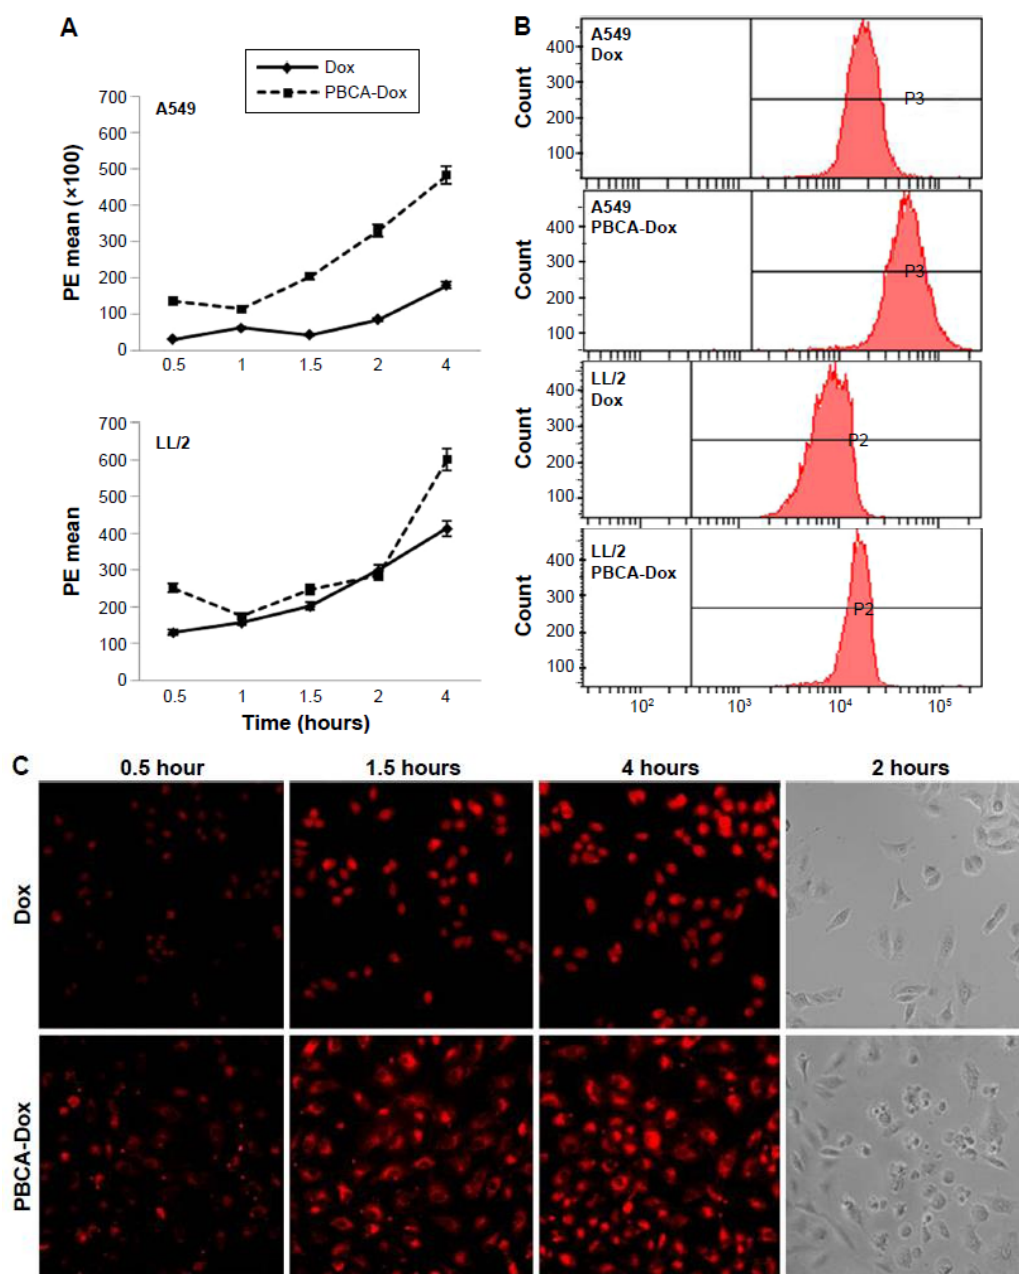 A
Dox
PBCA-Dox
A549
PE mean (×100)
700
600
500
400
300
200
100
0
0.5 1 1.5 2 4
LL/2
PE mean
700
600
500
400
300
200
100
0
0.5 1 1.5 2 4
Time (hours)
B
A549
Dox
Count
400
300
200
100
P3
A549
PBCA-Dox
Count
400
300
200
100
P3
LL/2
Dox
Count
400
300
200
100
P2
LL/2
PBCA-Dox
Count
400
300
200
100
P2
10² 10³ 10⁴ 10⁵
C
0.5 hour 1.5 hours 4 hours 2 hours
Dox
PBCA-Dox